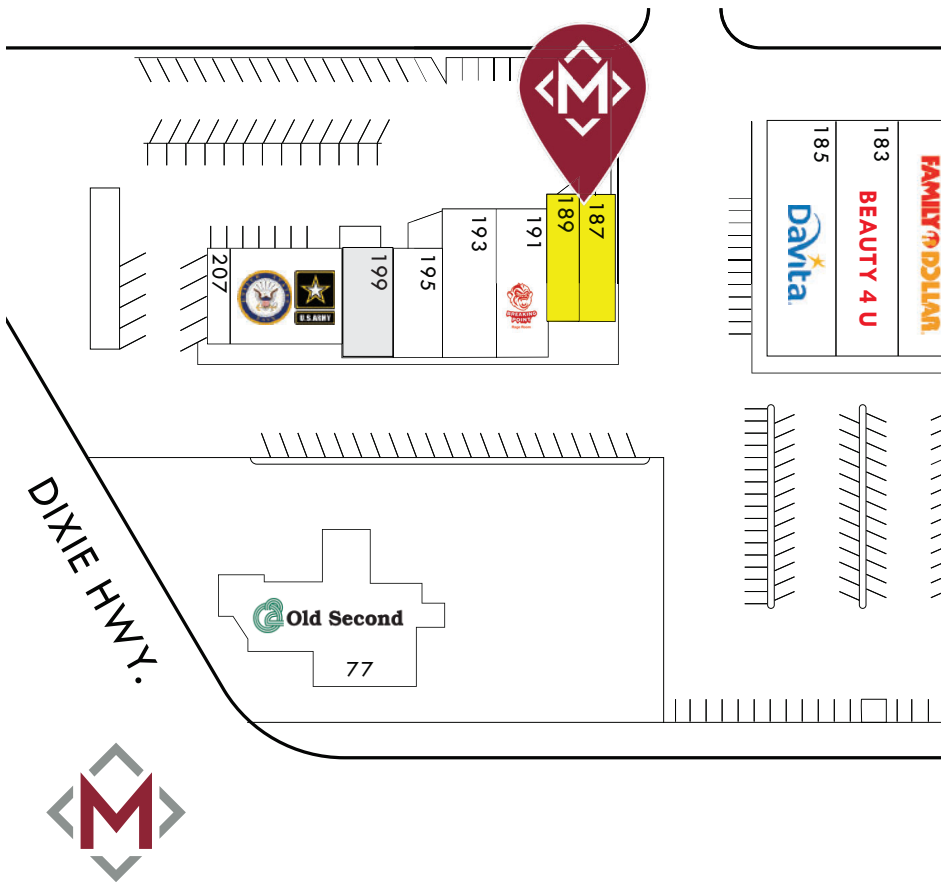 M
185
183
FAMILY DOLLAR
DaVita
BEAUTY 4 U
189
187
193
191
195
199
207
U.S.ARMY
BREAKING
POINT
DIXIE HWY.
Old Second
77
M